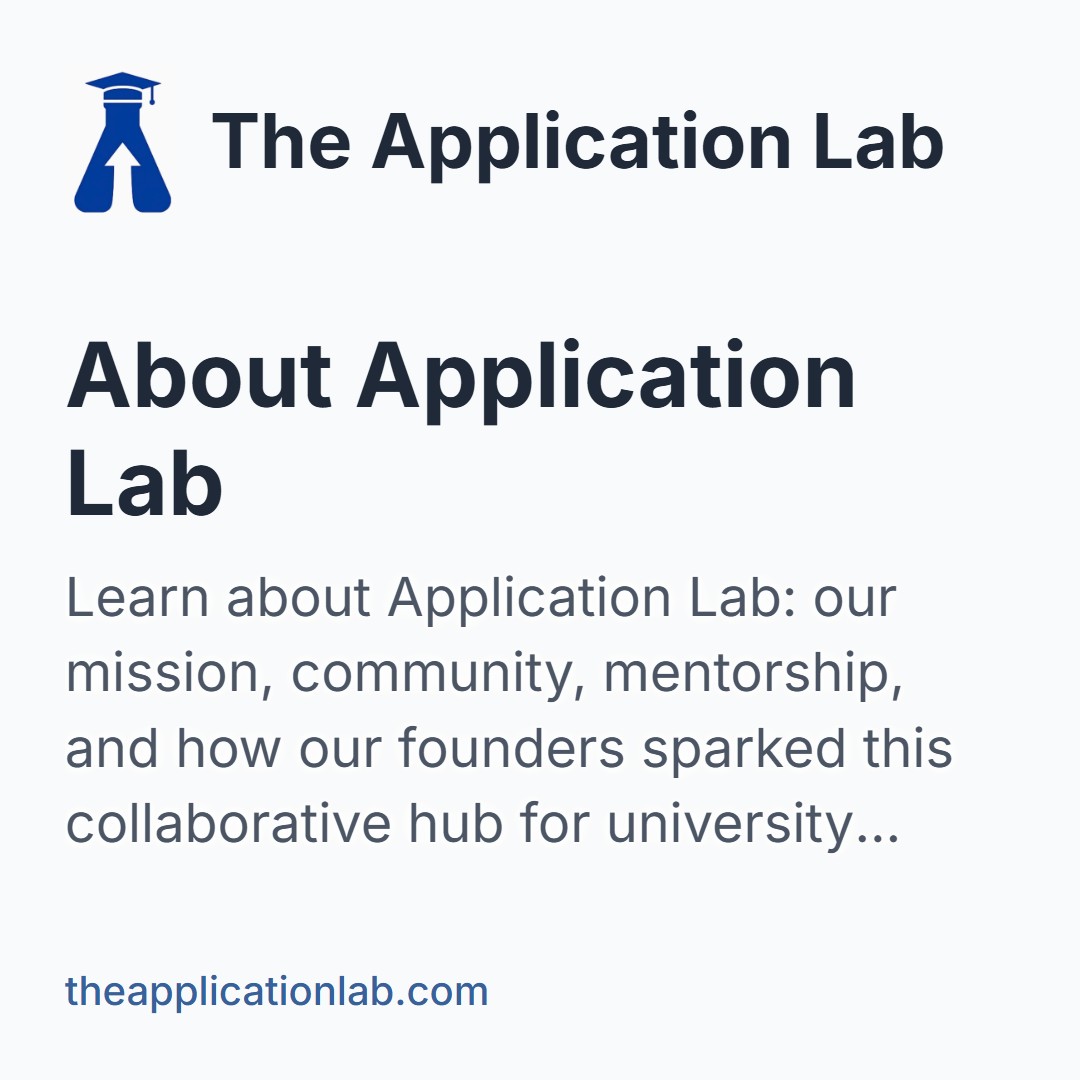 The Application Lab
About Application
Lab
Learn about Application Lab: our
mission, community, mentorship,
and how our founders sparked this
collaborative hub for university...
theapplicationlab.com